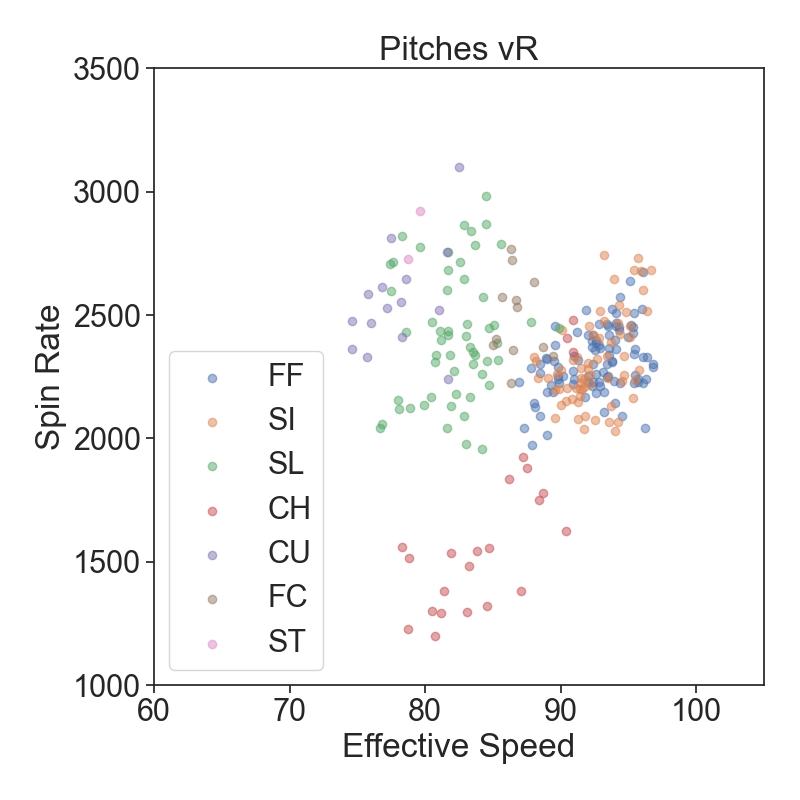 Pitches vR
3500
3000
2500
2000
1500
1000
Spin Rate
FF
SI
SL
CH
CU
FC
ST
60 70 80 90 100
Effective Speed